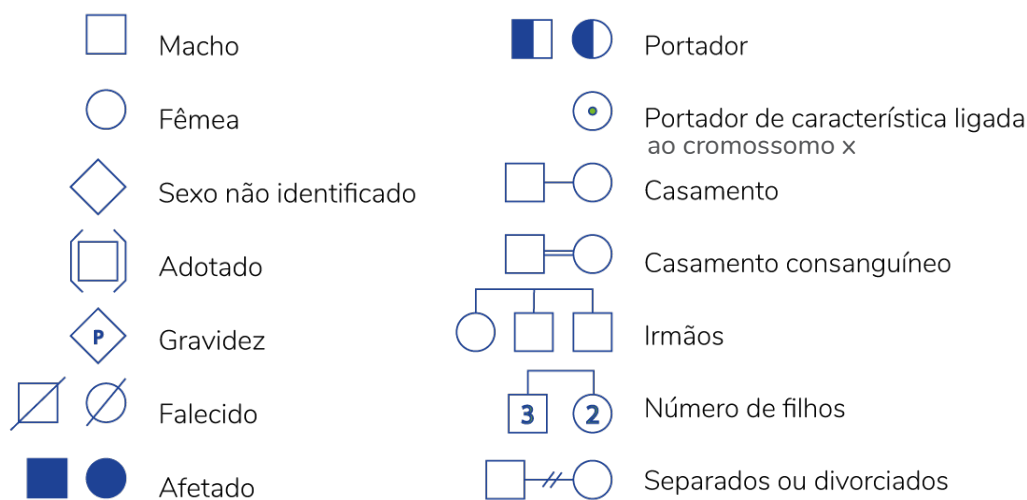 Macho
Fêmea
Sexo não identificado
Adotado
P
Gravidez
Falecido
Afetado
Portador
Portador de característica ligada
ao cromossomo x
Casamento
Casamento consanguíneo
Irmãos
3 2
Número de filhos
Separados ou divorciados